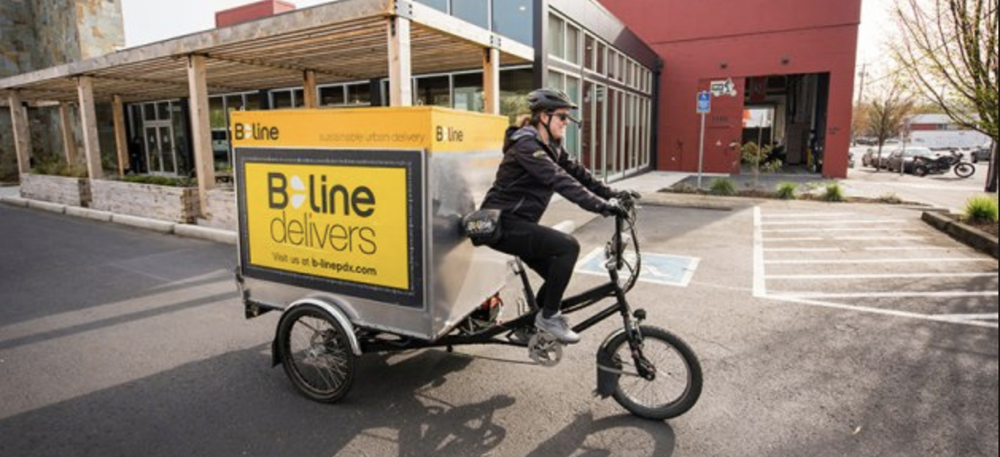 B-line
sustainable urban delivery
B-line
B-line
delivers
Visit us at b-linepdx.com